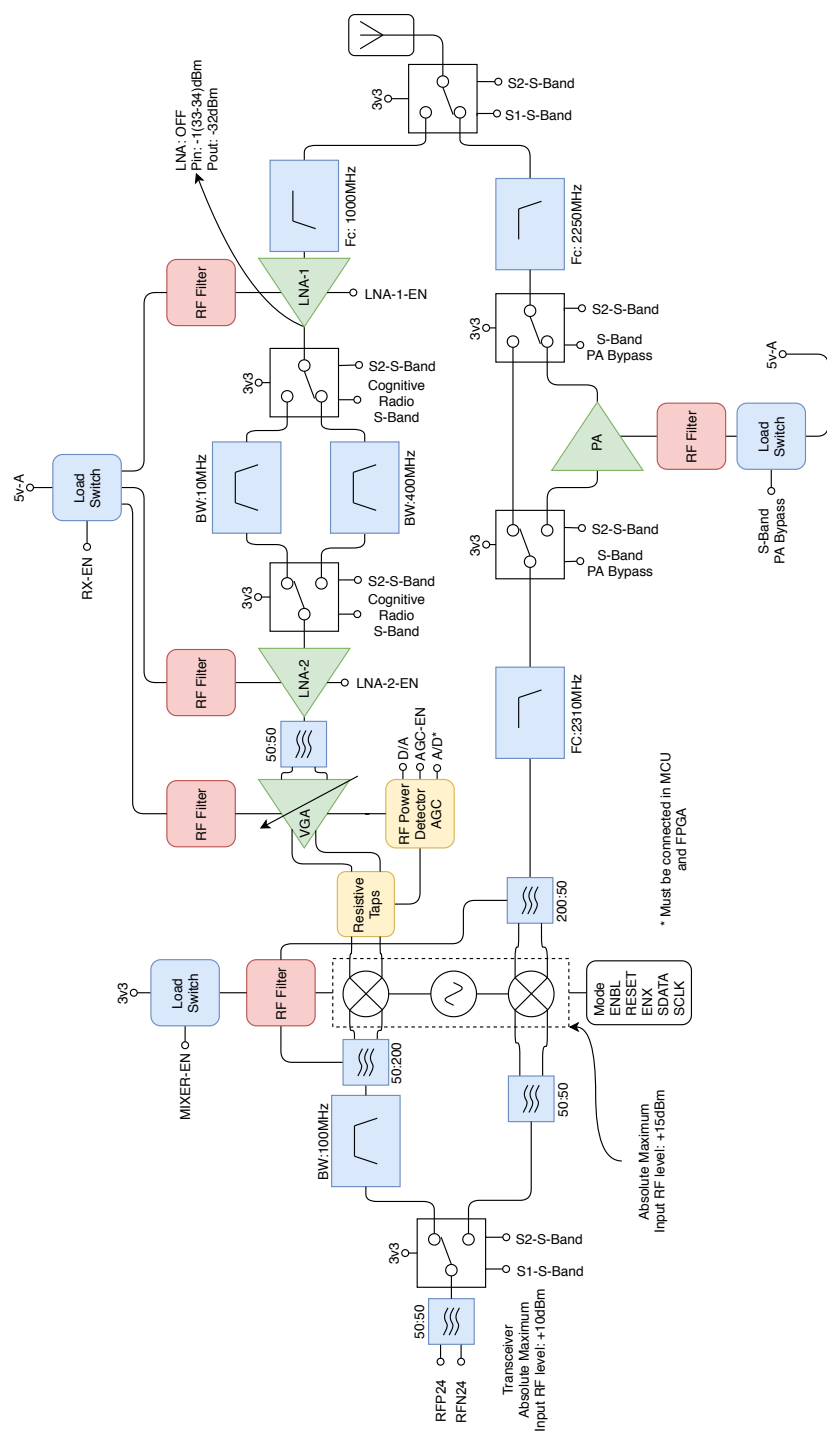 RFP24
RFN24
50:50
Transceiver
Absolute Maximum
Input RF level: +10dBm
3v3
S2-S-Band
S1-S-Band
BW:100MHz
50:200
50:50
Absolute Maximum
Input RF level: +15dBm
MIXER-EN
3v3
Load
Switch
RF Filter
Mode
ENBL
RESET
ENX
SDATA
SCLK
Resistive
Taps
200:50
* Must be connected in MCU
and FPGA
RF Filter
VGA
RF Power
Detector
AGC
D/A
AGC-EN
A/D*
50:50
RF Filter
LNA-2
LNA-2-EN
FC:2310MHz
RX-EN
5v-A
Load
Switch
3v3
S2-S-Band
Cognitive
Radio
S-Band
BW:10MHz
BW:400MHz
3v3
S2-S-Band
Cognitive
Radio
S-Band
3v3
S2-S-Band
S-Band
PA Bypass
PA
RF Filter
Load
Switch
S-Band
PA Bypass
5v-A
3v3
S2-S-Band
S-Band
PA Bypass
RF Filter
LNA-1
LNA-1-EN
Fc: 1000MHz
Fc: 2250MHz
LNA: OFF
Pin: -1(33-34)dBm
Pout: -32dBm
3v3
S2-S-Band
S1-S-Band